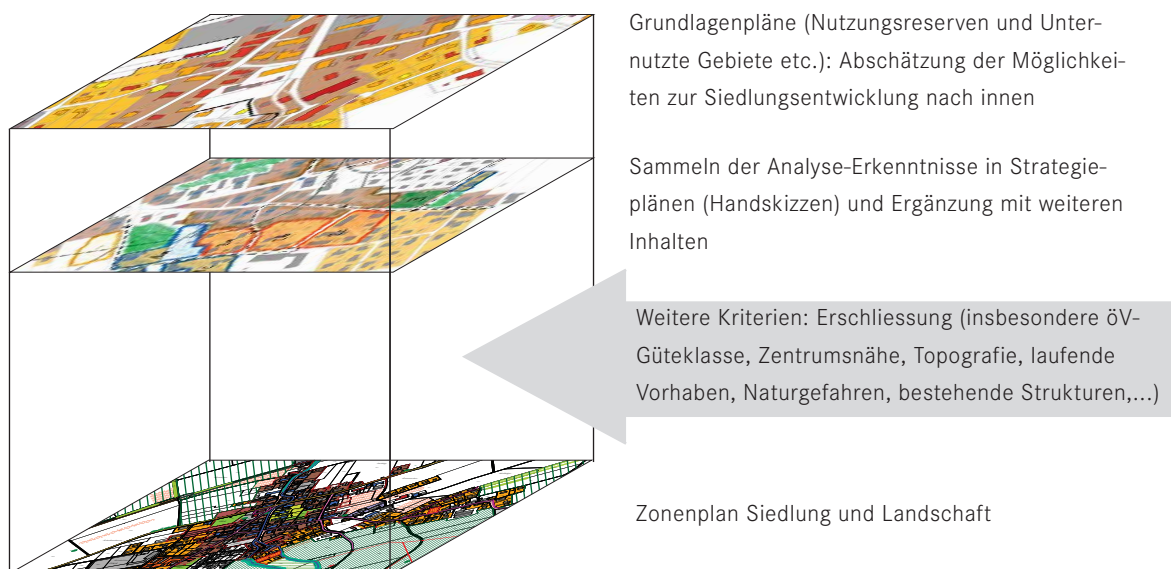 Grundlagenpläne (Nutzungsreserven und Unter-
nutzte Gebiete etc.): Abschätzung der Möglichkei-
ten zur Siedlungsentwicklung nach innen
Sammeln der Analyse-Erkenntnisse in Strategie-
plänen (Handskizzen) und Ergänzung mit weiteren
Inhalten
Weitere Kriterien: Erschliessung (insbesondere öV-
Güteklasse, Zentrumsnähe, Topografie, laufende
Vorhaben, Naturgefahren, bestehende Strukturen,...)
Zonenplan Siedlung und Landschaft